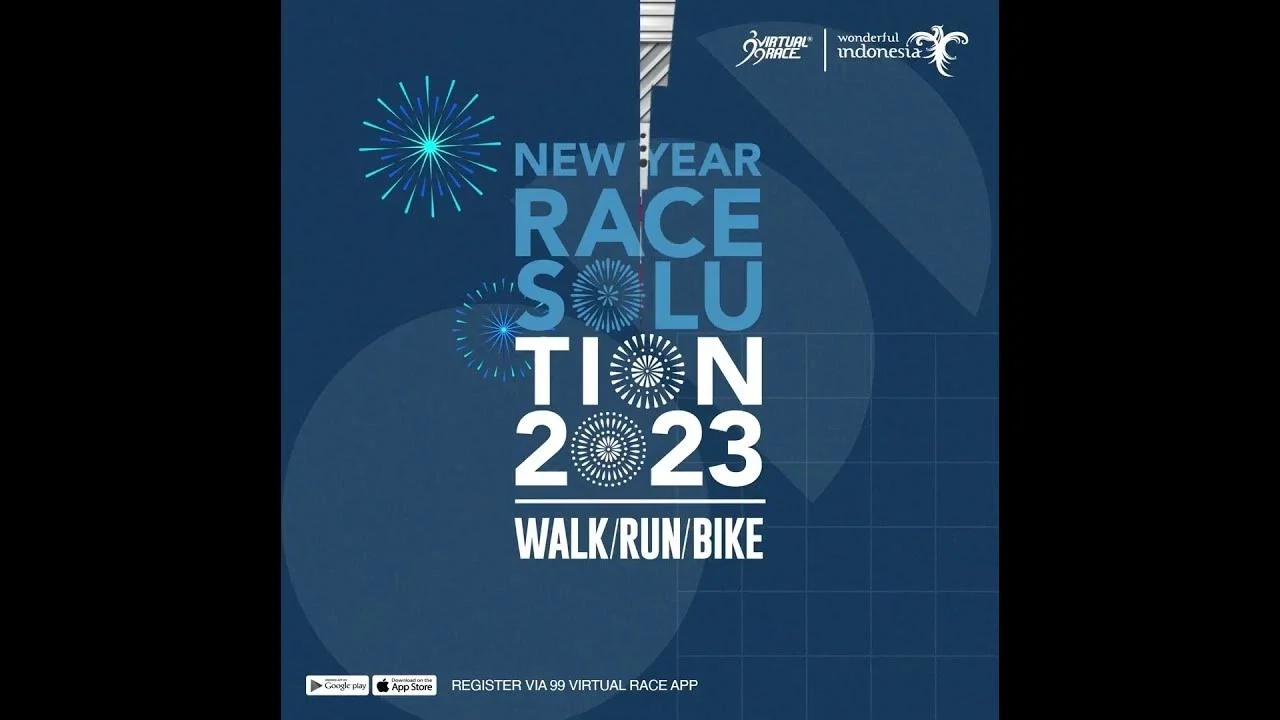 99 VIRTUAL RACE®
wonderful indonesia
NEW YEAR
RACE
SOLU
TION
2023
WALK/RUN/BIKE
Google play
Download on the App Store
REGISTER VIA 99 VIRTUAL RACE APP